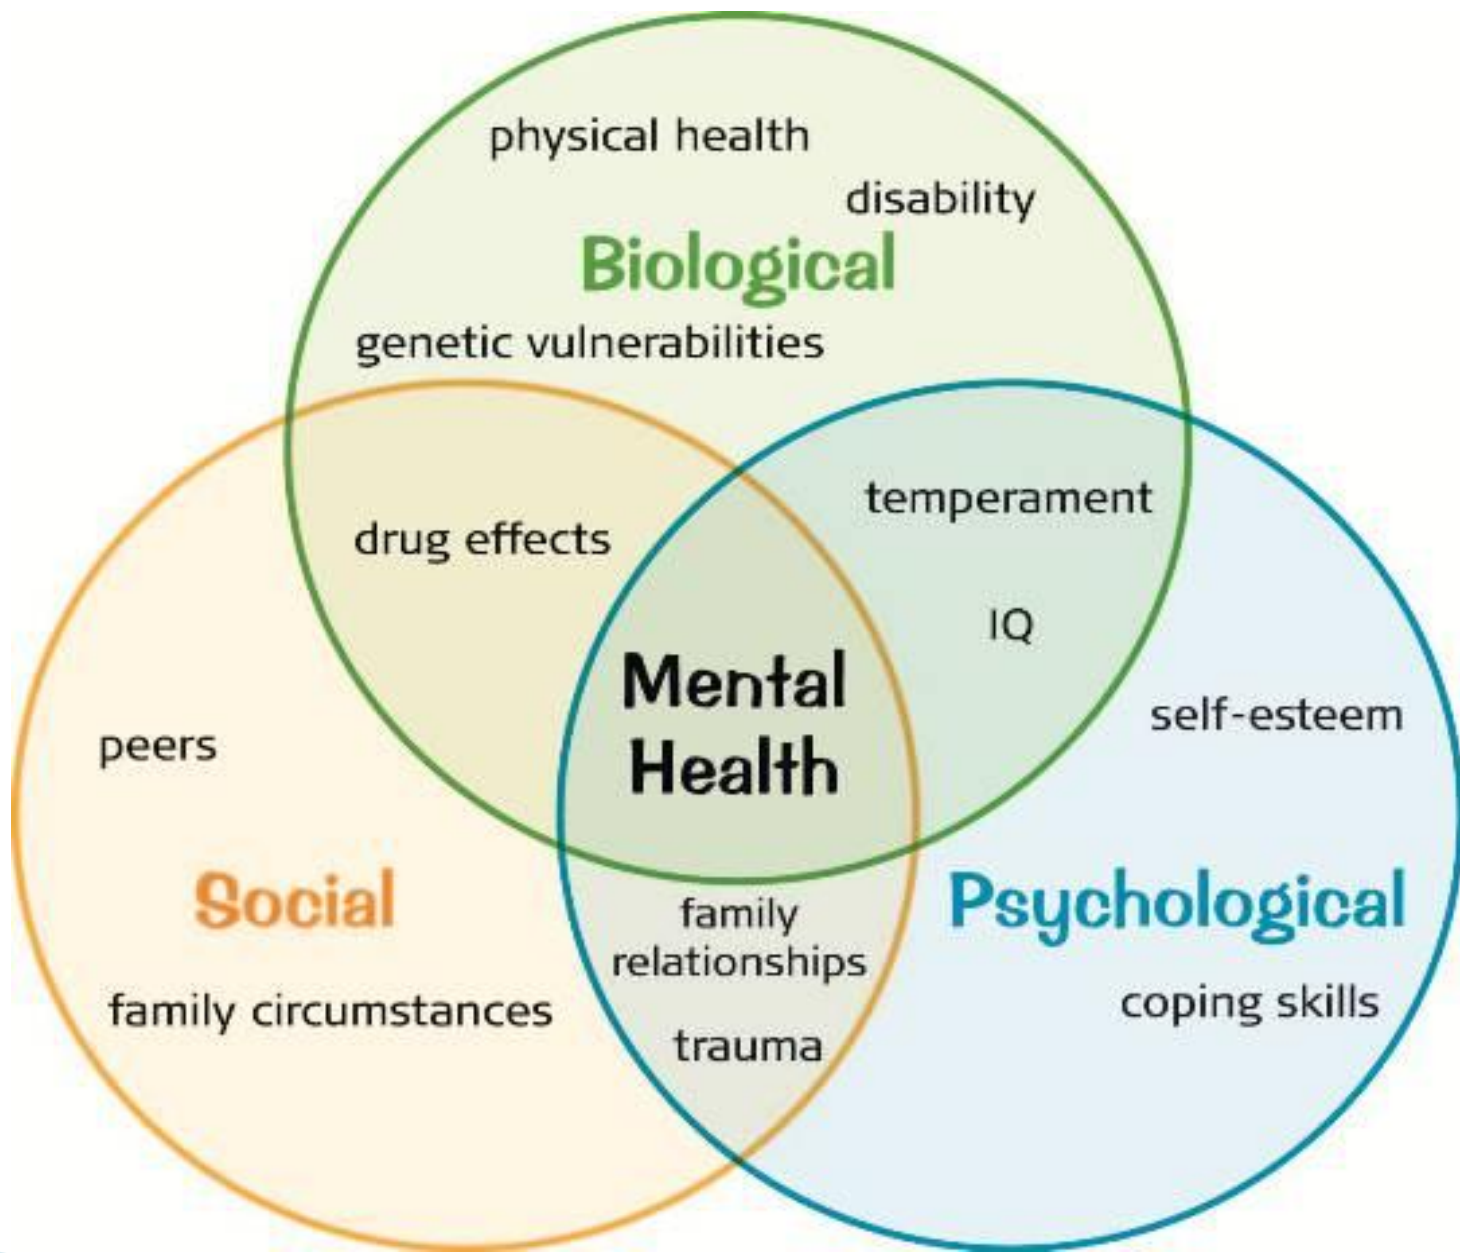 physical health
disability
Biological
genetic vulnerabilities
temperament
drug effects
IQ
Mental
Health
self-esteem
peers
Social
Psychological
family
relationships
family circumstances
coping skills
trauma